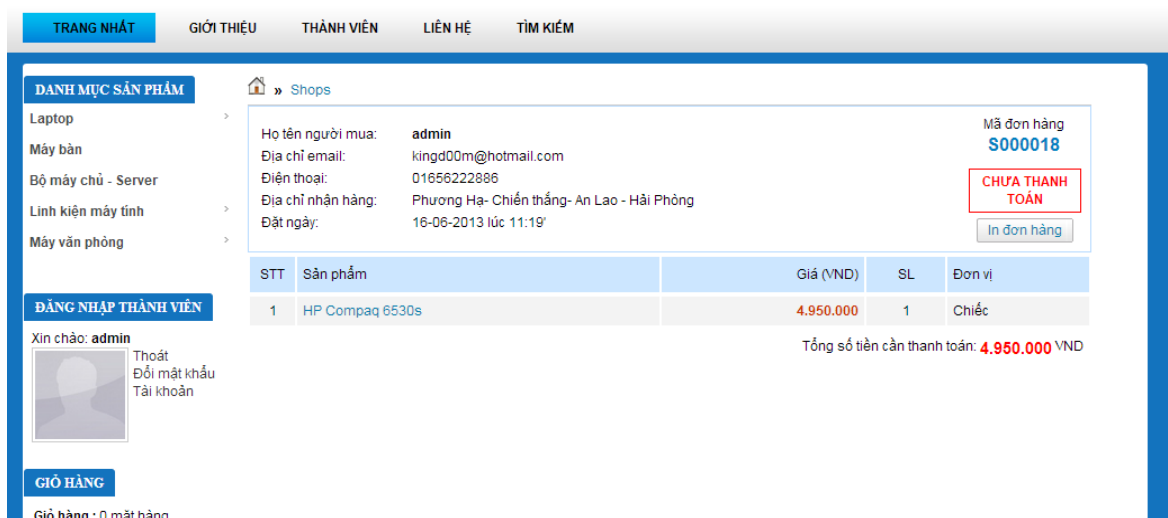 TRANG NHẤT GIỚI THIỆU THÀNH VIÊN LIÊN HỆ TÌM KIẾM
DANH MỤC SẢN PHẨM
Laptop
Máy bàn
Bộ máy chủ - Server
Linh kiện máy tính
Máy văn phòng
ĐĂNG NHẬP THÀNH VIÊN
Xin chào: admin
Thoát
Đổi mật khẩu
Tài khoản
GIỎ HÀNG
Giỏ hàng : 0 mặt hàng
» Shops
Họ tên người mua: admin
Địa chỉ email: kingd00m@hotmail.com
Điện thoại: 01656222886
Địa chỉ nhận hàng: Phương Hạ- Chiến thắng- An Lao - Hải Phòng
Đặt ngày: 16-06-2013 lúc 11:19'
Mã đơn hàng
S000018
CHƯA THANH
TOÁN
In đơn hàng
STT Sản phẩm Giá (VND) SL Đơn vị
1 HP Compaq 6530s 4.950.000 1 Chiếc
Tổng số tiền cần thanh toán: 4.950.000 VND